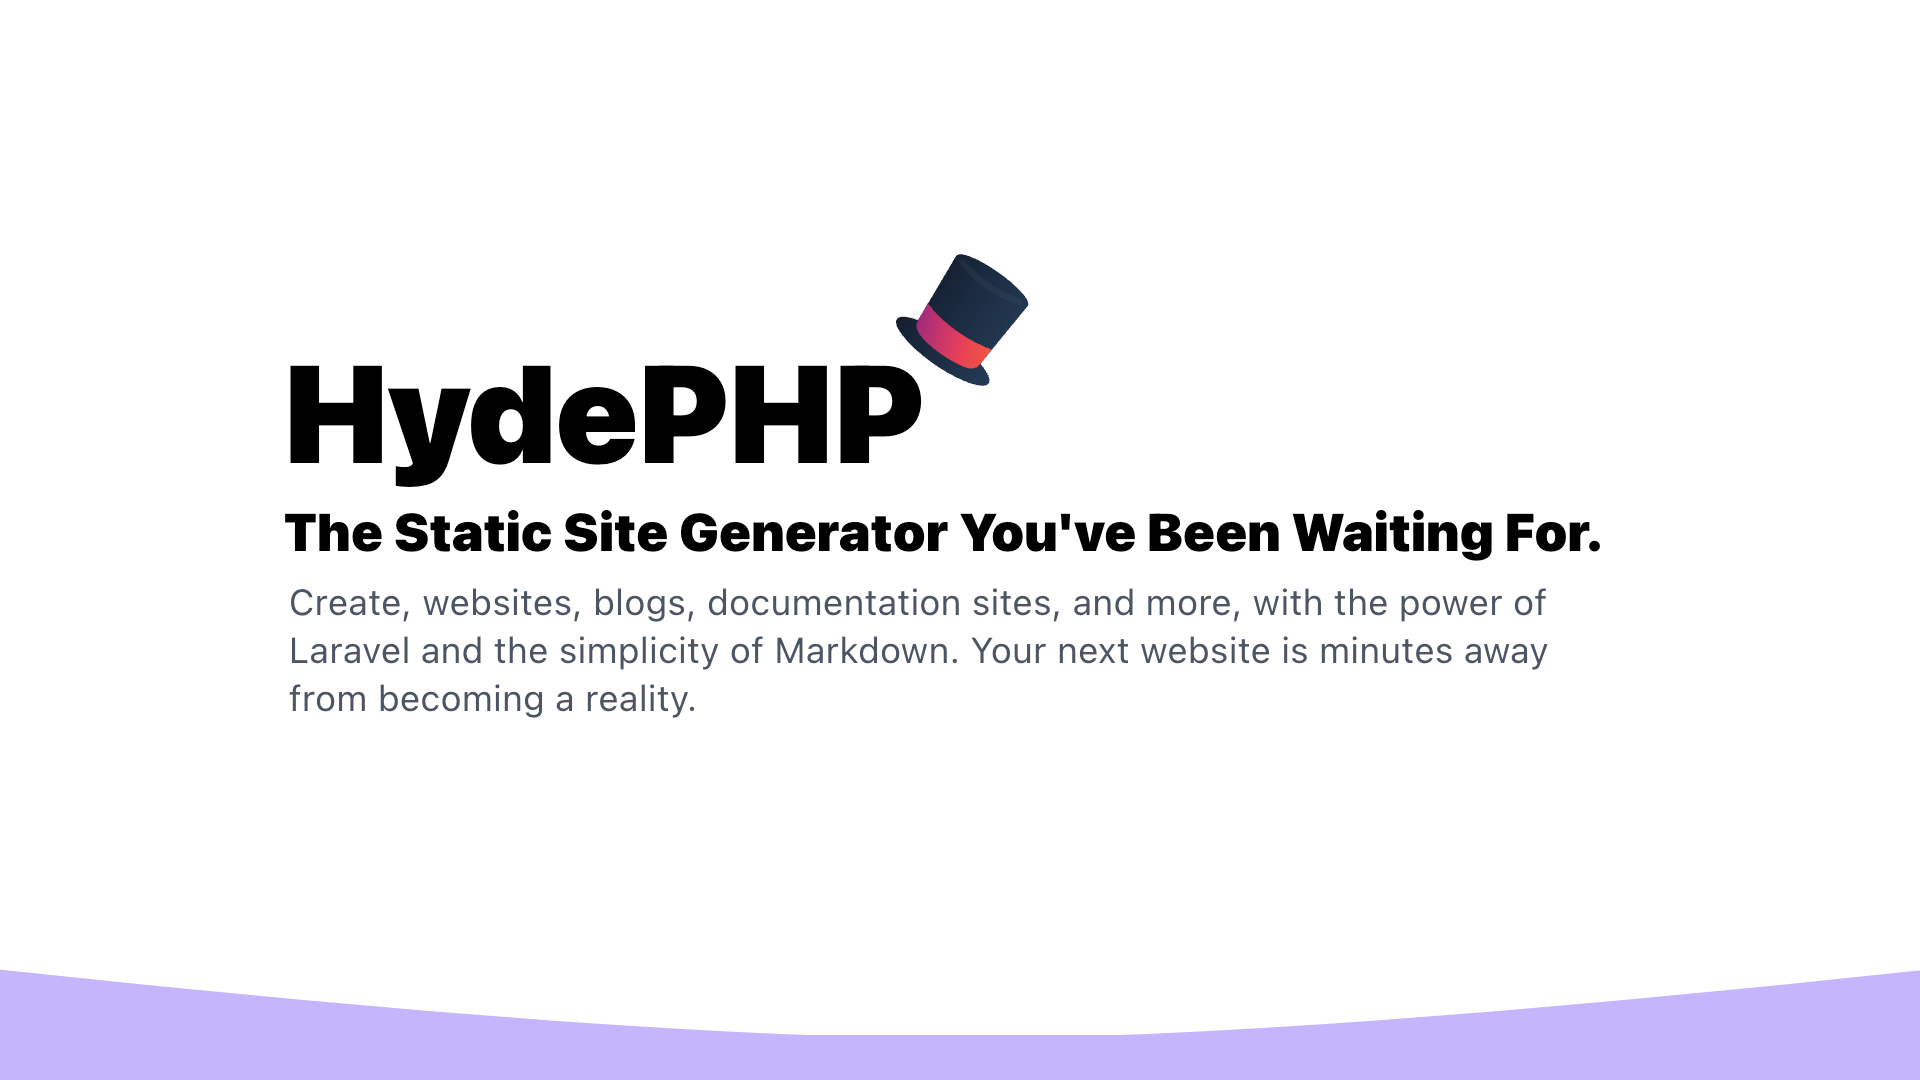 HydePHP
The Static Site Generator You've Been Waiting For.
Create, websites, blogs, documentation sites, and more, with the power of
Laravel and the simplicity of Markdown. Your next website is minutes away
from becoming a reality.